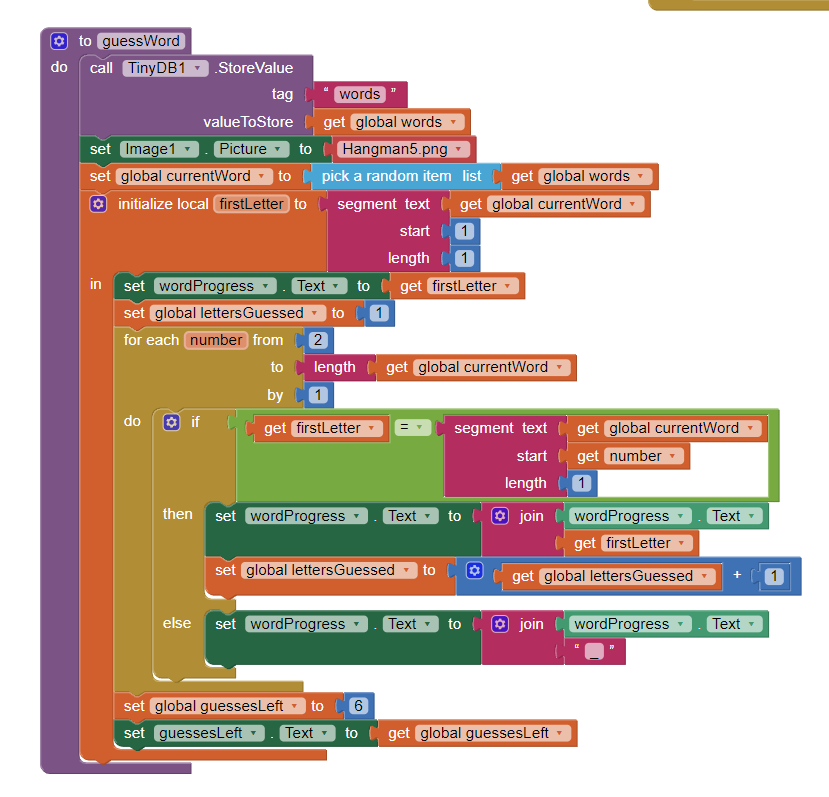 to guessWord
do call TinyDB1 .StoreValue
tag " words "
valueToStore get global words
set Image1 . Picture to Hangman5.png
set global currentWord to pick a random item list get global words
initialize local firstLetter to segment text get global currentWord
start 1
length 1
in set wordProgress . Text to get firstLetter
set global lettersGuessed to 1
for each number from 2
to length get global currentWord
by 1
do if get firstLetter = segment text get global currentWord
start get number
length 1
then set wordProgress . Text to join wordProgress . Text
get firstLetter
set global lettersGuessed to get global lettersGuessed + 1
else set wordProgress . Text to join wordProgress . Text
" _ "
set global guessesLeft to 6
set guessesLeft . Text to get global guessesLeft